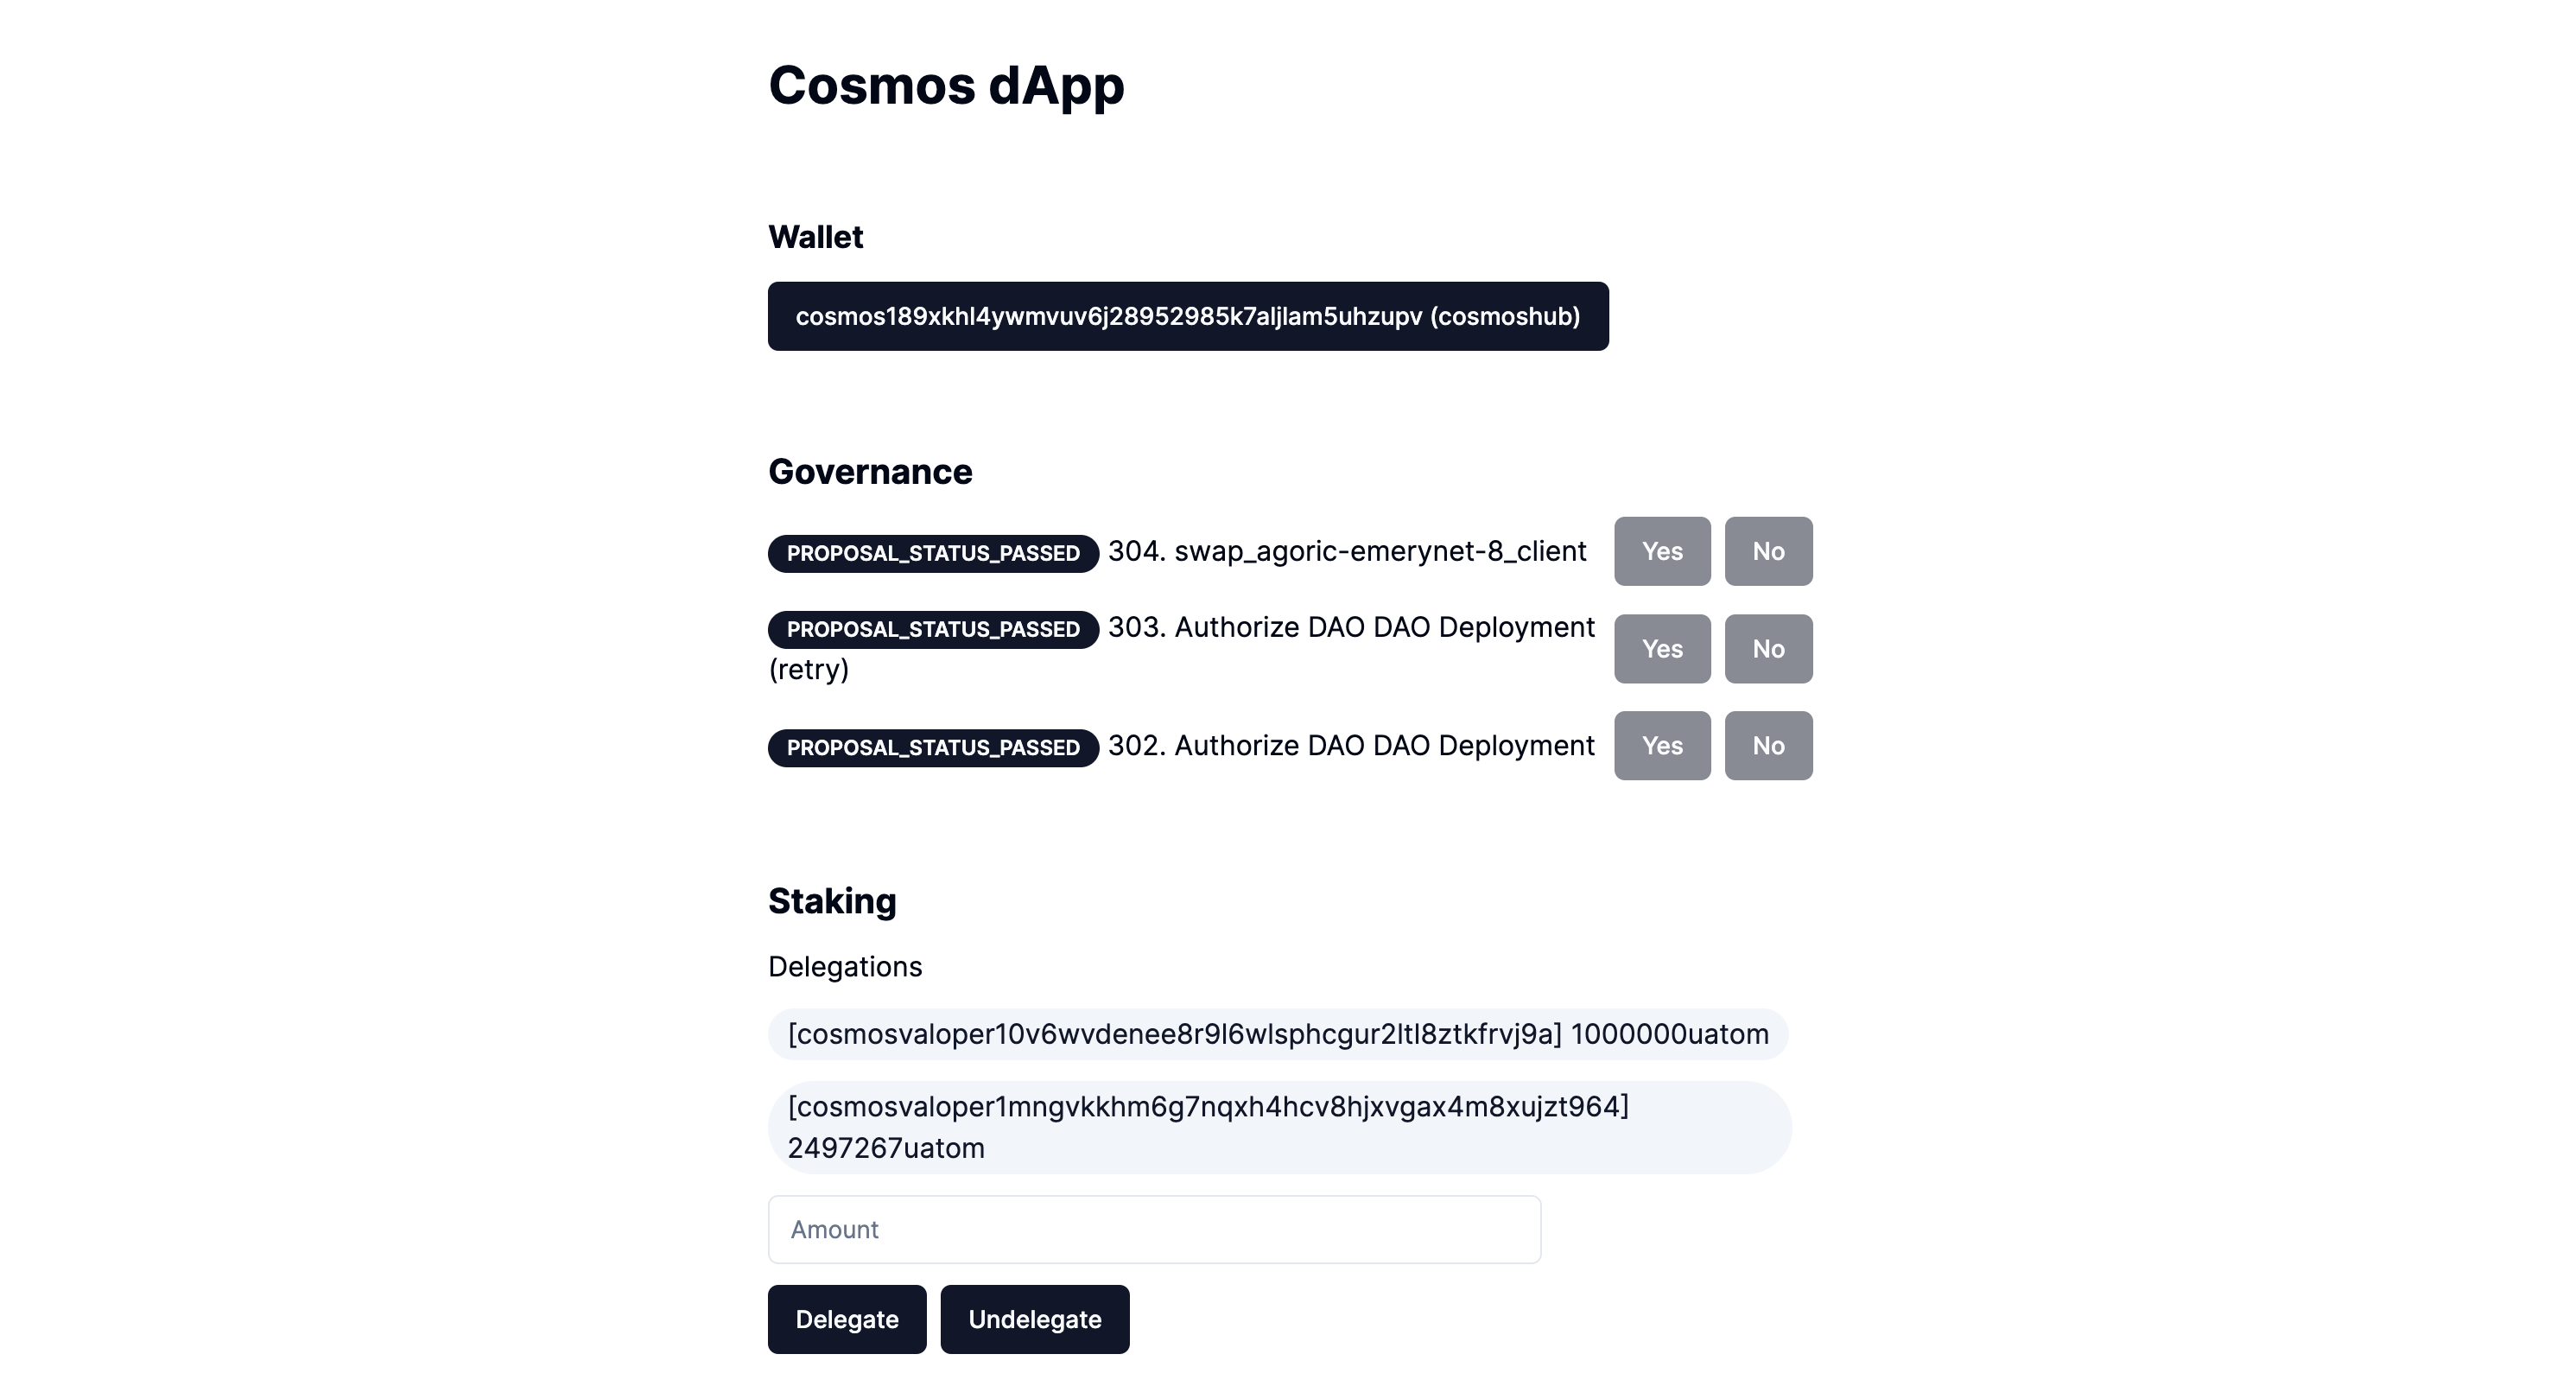 Cosmos dApp
Wallet
cosmos189xkhl4ywmvuv6j28952985k7aljlam5uhzupv (cosmoshub)
Governance
PROPOSAL_STATUS_PASSED 304. swap_agoric-emerynet-8_client Yes No
PROPOSAL_STATUS_PASSED 303. Authorize DAO DAO Deployment
(retry) Yes No
PROPOSAL_STATUS_PASSED 302. Authorize DAO DAO Deployment Yes No
Staking
Delegations
[cosmosvaloper10v6wvdenee8r9l6wlsphcgur2ltl8ztkfrvj9a] 1000000uatom
[cosmosvaloper1mngvkkhm6g7nqxh4hcv8hjxvgax4m8xujzt964]
2497267uatom
Amount
Delegate Undelegate